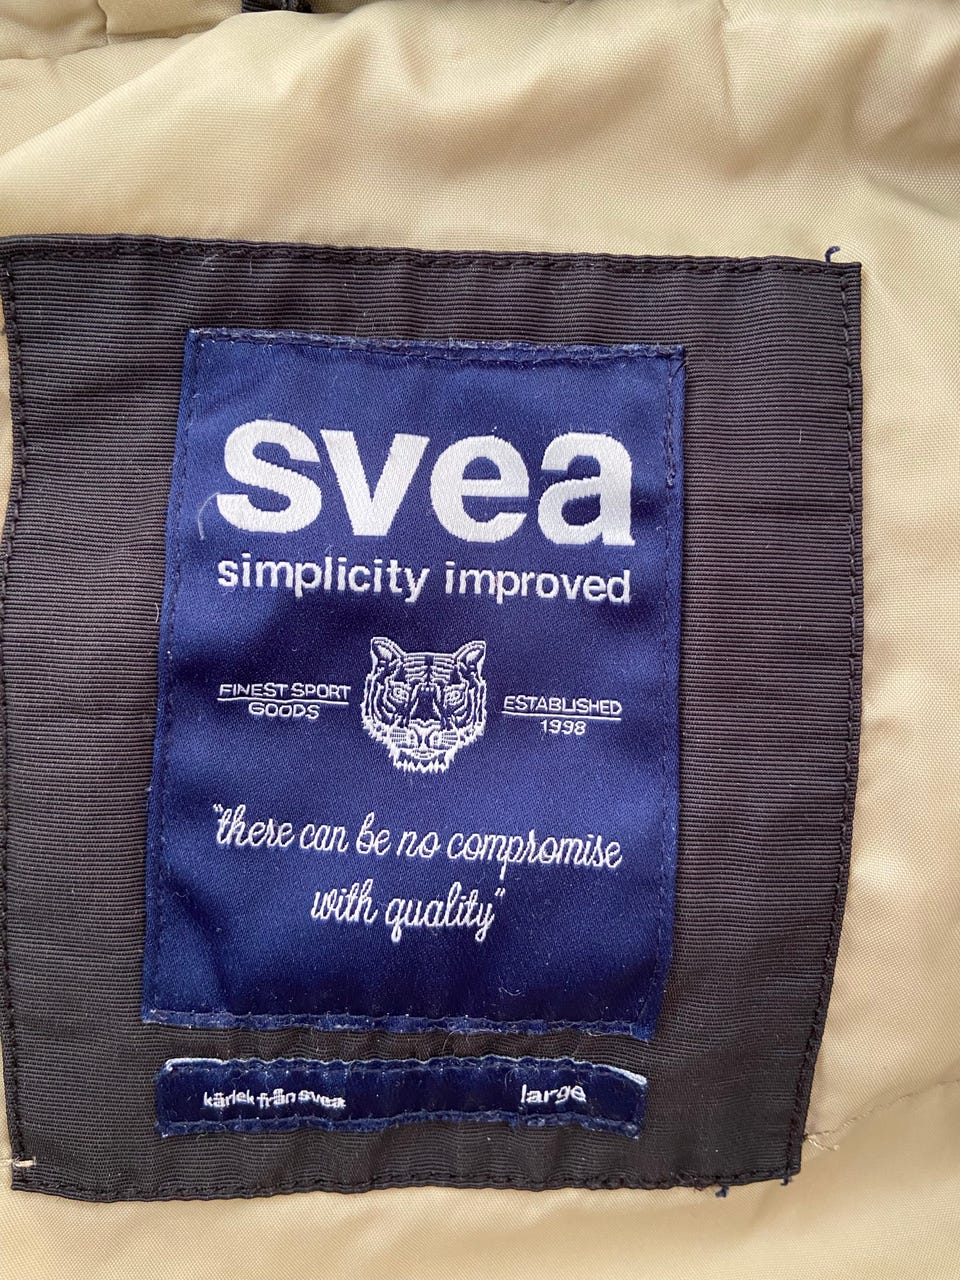 svea
simplicity improved
FINEST SPORT
GOODS
ESTABLISHED
1998
"there can be no compromise
with quality"
kärlek från svea
large